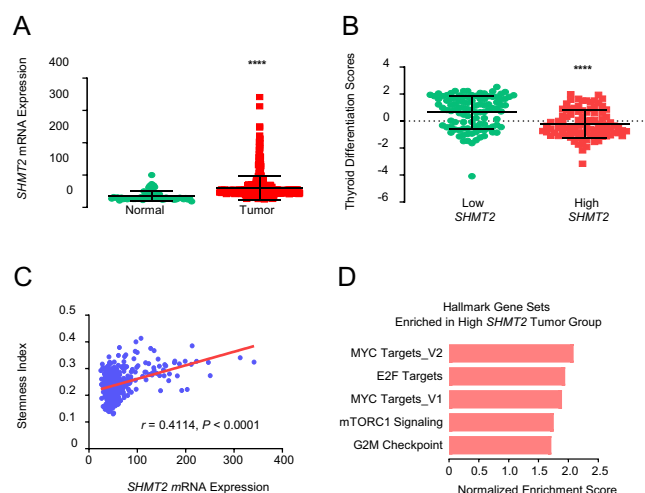 A
SHMT2 mRNA Expression
400
300
200
100
0
****
Normal
Tumor
B
Thyroid Differentiation Scores
4
2
0
-2
-4
-6
****
Low
SHMT2
High
SHMT2
C
Stemness Index
0.5
0.4
0.3
0.2
0.1
0
r = 0.4114, P < 0.0001
0
100
200
300
400
SHMT2 mRNA Expression
D
Hallmark Gene Sets
Enriched in High SHMT2 Tumor Group
MYC Targets_V2
E2F Targets
MYC Targets_V1
mTORC1 Signaling
G2M Checkpoint
0
0.5
1.0
1.5
2.0
2.5
Normalized Enrichment Score